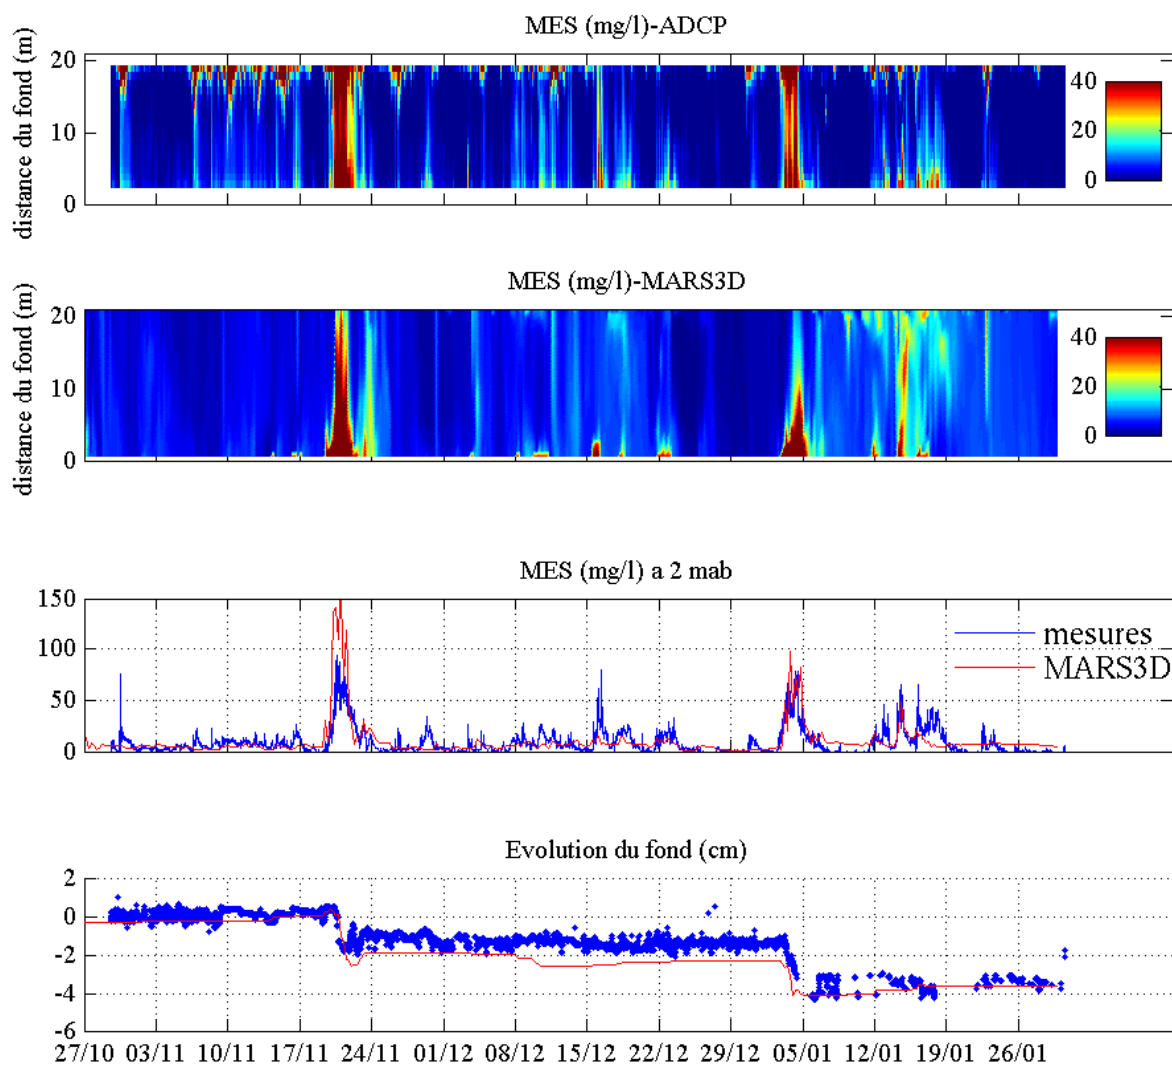 MES (mg/l)-ADCP
distance du fond (m)
20
10
0
40
20
0
MES (mg/l)-MARS3D
distance du fond (m)
20
10
0
40
20
0
MES (mg/l) a 2 mab
150
100
50
0
mesures
MARS3D
Evolution du fond (cm)
2
0
-2
-4
-6
27/10 03/11 10/11 17/11 24/11 01/12 08/12 15/12 22/12 29/12 05/01 12/01 19/01 26/01